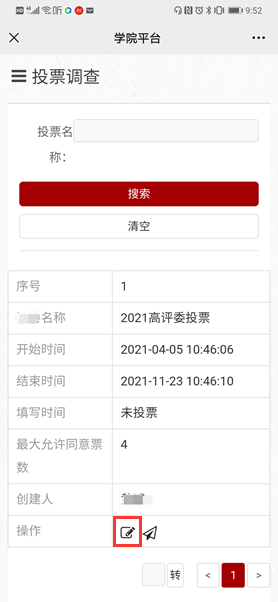 9:52
学院平台
投票调查
投票名
称:
搜索
清空
序号 1
名称 2021高评委投票
开始时间 2021-04-05 10:46:06
结束时间 2021-11-23 10:46:10
填写时间 未投票
最大允许同意票 4
数
创建人
操作
转 < 1 >